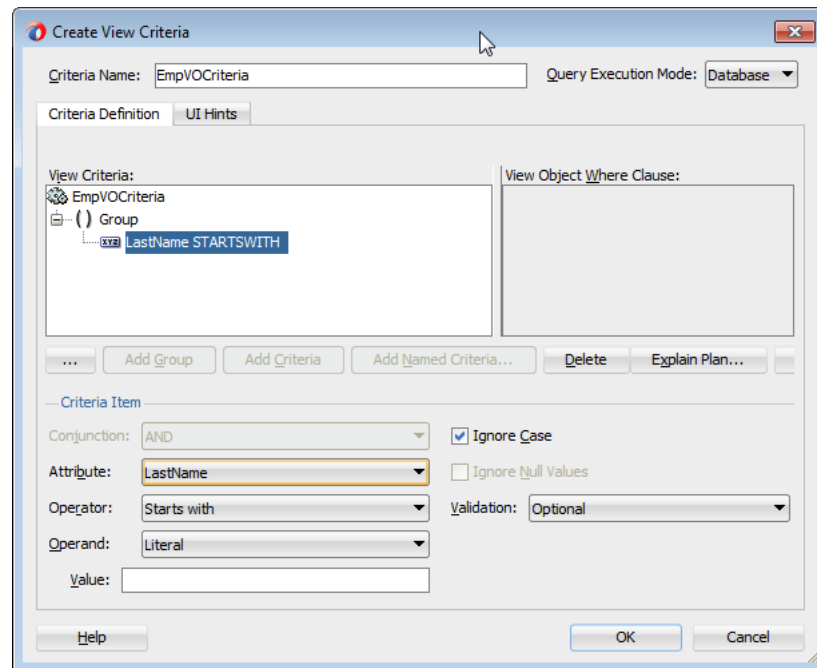 Create View Criteria
Criteria Name: EmpVOCriteria Query Execution Mode: Database
Criteria Definition UI Hints
View Criteria: View Object Where Clause:
EmpVOCriteria
( ) Group
XYZ LastName STARTSWITH
... Add Group Add Criteria Add Named Criteria... Delete Explain Plan...
Criteria Item
Conjunction: AND Ignore Case
Attribute: LastName Ignore Null Values
Operator: Starts with Validation: Optional
Operand: Literal
Value:
Help OK Cancel